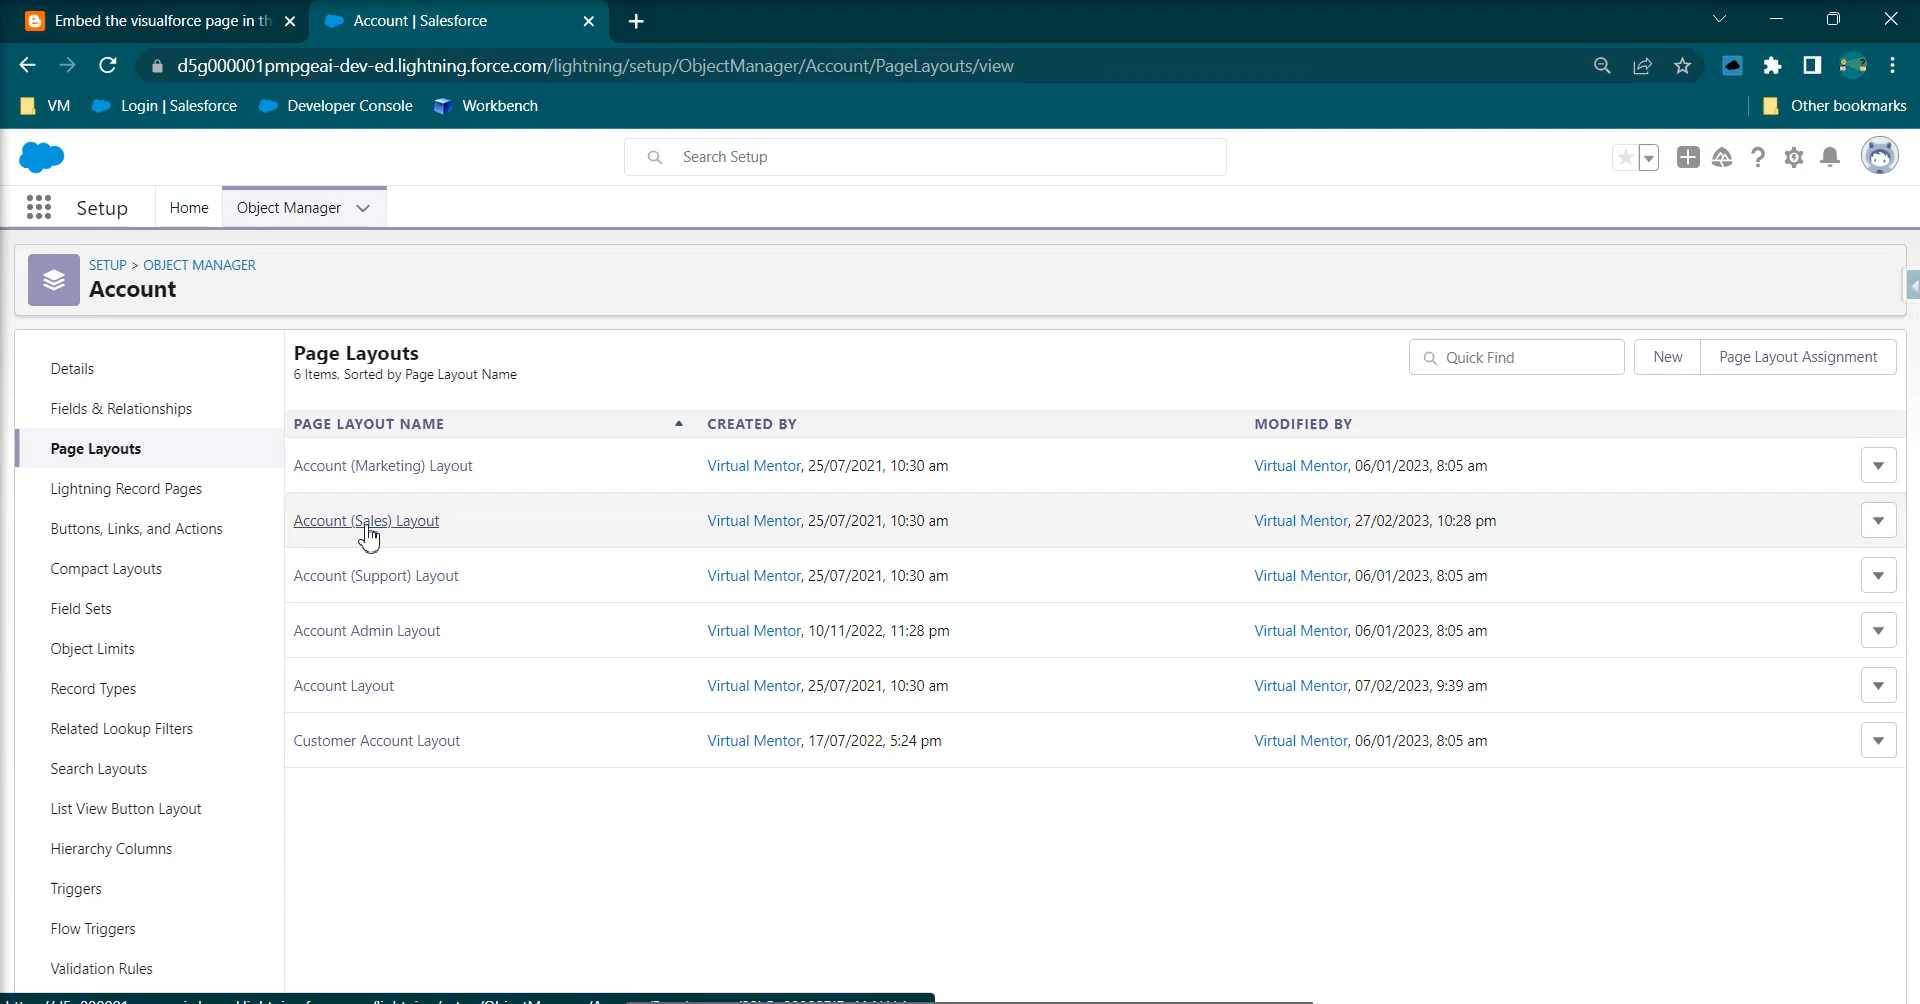 Embed the visualforce page in th
Account | Salesforce
d5g000001pmpgeai-dev-ed.lightning.force.com/lightning/setup/ObjectManager/Account/PageLayouts/view
VM
Login | Salesforce
Developer Console
Workbench
Other bookmarks
Search Setup
Setup
Home
Object Manager
SETUP > OBJECT MANAGER
Account
Details
Fields & Relationships
Page Layouts
Lightning Record Pages
Buttons, Links, and Actions
Compact Layouts
Field Sets
Object Limits
Record Types
Related Lookup Filters
Search Layouts
List View Button Layout
Hierarchy Columns
Triggers
Flow Triggers
Validation Rules
Page Layouts
6 Items, Sorted by Page Layout Name
Quick Find
New
Page Layout Assignment
PAGE LAYOUT NAME CREATED BY MODIFIED BY
Account (Marketing) Layout Virtual Mentor, 25/07/2021, 10:30 am Virtual Mentor, 06/01/2023, 8:05 am
Account (Sales) Layout Virtual Mentor, 25/07/2021, 10:30 am Virtual Mentor, 27/02/2023, 10:28 pm
Account (Support) Layout Virtual Mentor, 25/07/2021, 10:30 am Virtual Mentor, 06/01/2023, 8:05 am
Account Admin Layout Virtual Mentor, 10/11/2022, 11:28 pm Virtual Mentor, 06/01/2023, 8:05 am
Account Layout Virtual Mentor, 25/07/2021, 10:30 am Virtual Mentor, 07/02/2023, 9:39 am
Customer Account Layout Virtual Mentor, 17/07/2022, 5:24 pm Virtual Mentor, 06/01/2023, 8:05 am